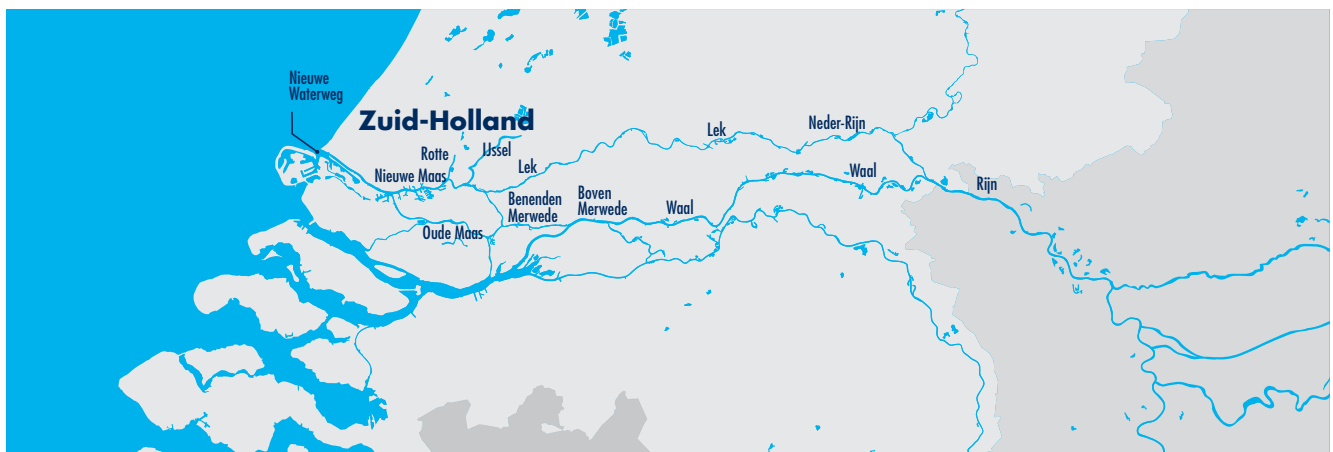 Nieuwe
Waterweg
Zuid-Holland
Rotte
IJssel
Lek
Neder-Rijn
Nieuwe Maas
Lek
Waal
Rijn
Benenden
Merwede
Boven
Merwede
Waal
Oude Maas